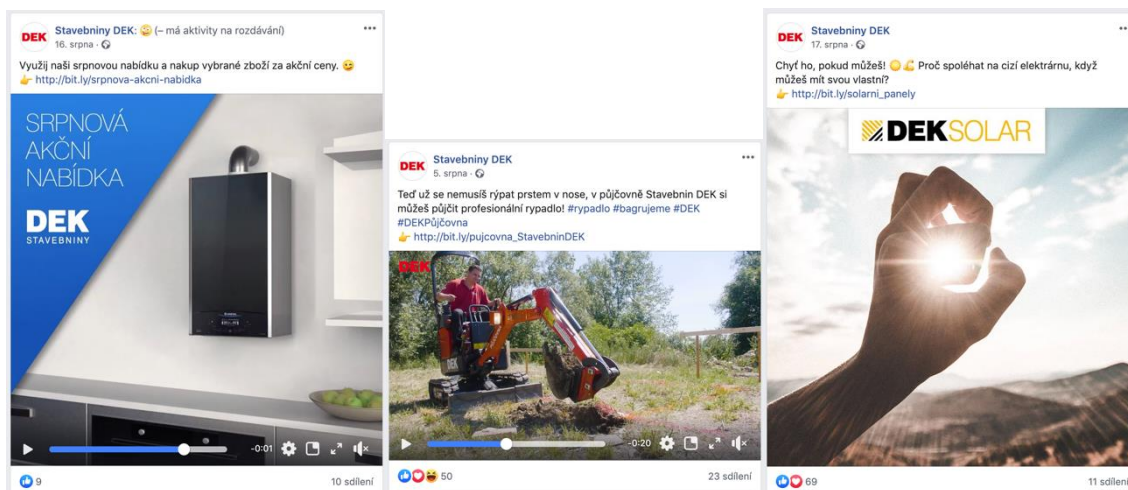 DEK
Stavebniny DEK: (– má aktivity na rozdávání)
16. srpna
Využij naši srpnovou nabídku a nakup vybrané zboží za akční ceny.
http://bit.ly/srpnova-akcni-nabidka
SRPNOVÁ
AKČNÍ
NABÍDKA
DEK
STAVEBNINY
-0:01
9
10 sdílení
DEK
Stavebniny DEK
5. srpna
Teď už se nemusíš rýpat prstem v nose, v půjčovně Stavebnin DEK si
můžeš půjčit profesionální rypadlo! #rypadlo #bagrujeme #DEK
#DEKPůjčovna
http://bit.ly/pujcovna_StavebninDEK
DEK
DEK
-0:20
50
23 sdílení
DEK
Stavebniny DEK
17. srpna
Chyť ho, pokud můžeš! Proč spoléhat na cizí elektrárnu, když
můžeš mít svou vlastní?
http://bit.ly/solarni_panely
DEKSOLAR
69
11 sdílení